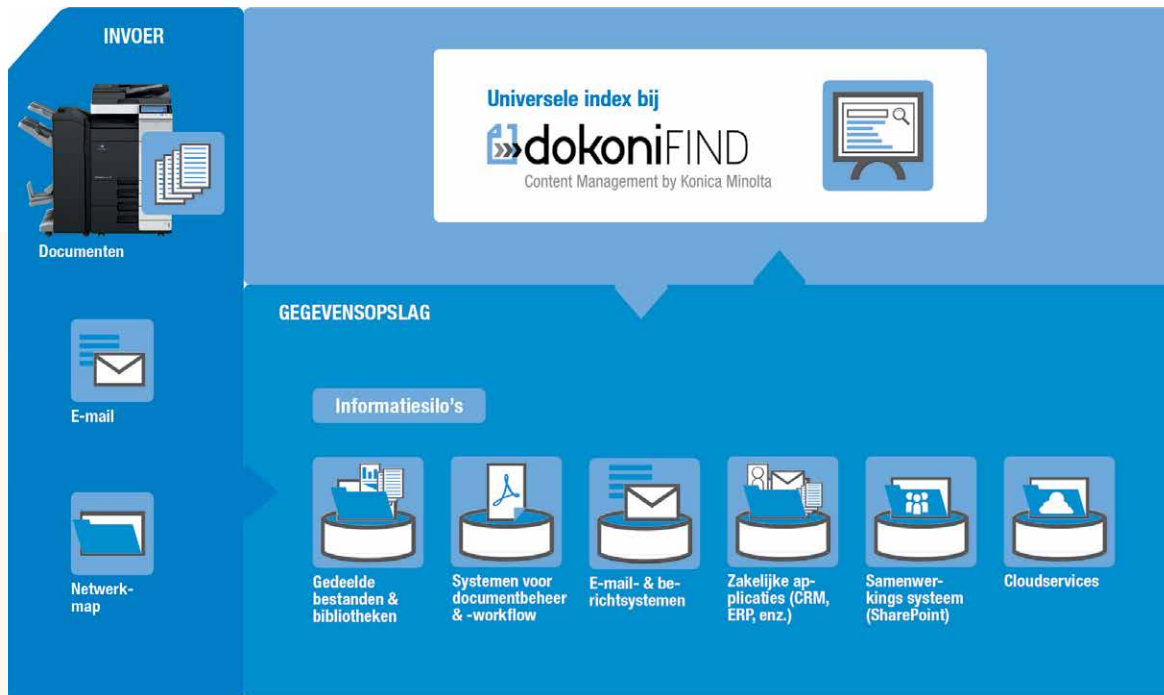 INVOER
Documenten
E-mail
Netwerk-
map
Universele index bij
dokoniFIND
Content Management by Konica Minolta
GEGEVENSOPSLAG
Informatiesilo's
Gedeelde
bestanden &
bibliotheken
Systemen voor
documentbeheer
& -workflow
E-mail- & be-
richtsystemen
Zakelijke ap-
plicaties (CRM,
ERP, enz.)
Samenwer-
kings systeem
(SharePoint)
Cloudservices